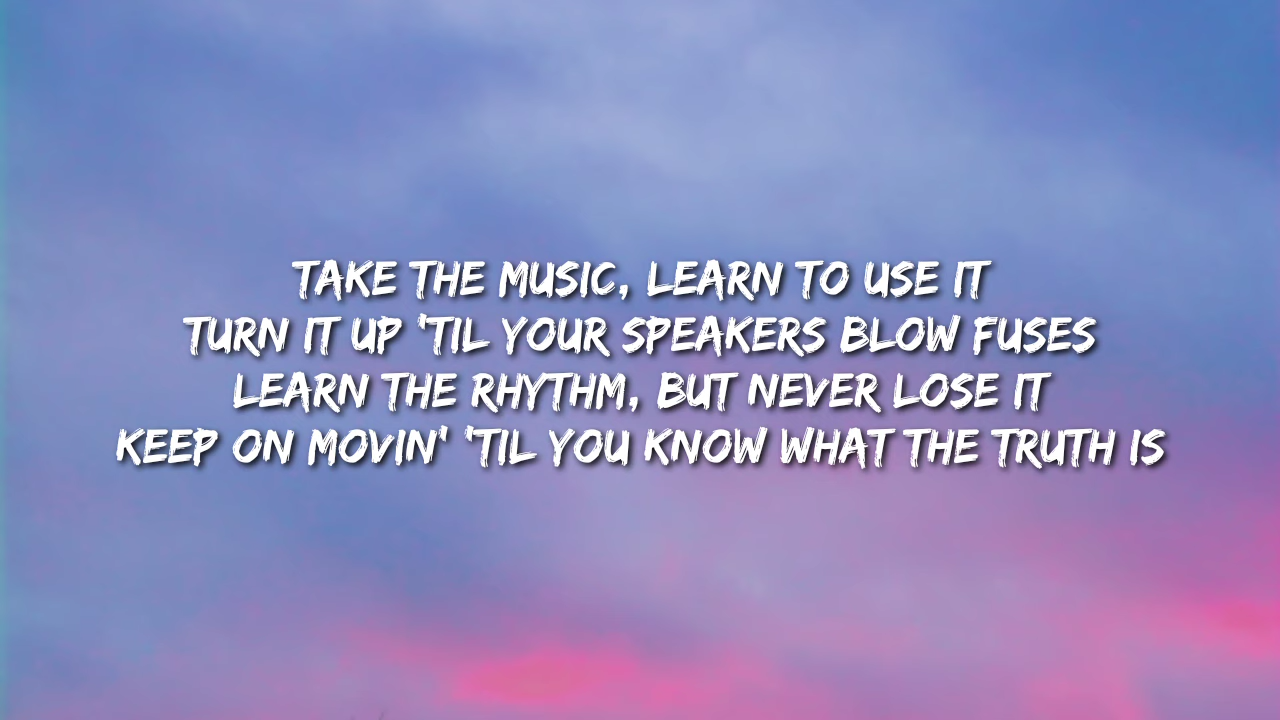 TAKE THE MUSIC, LEARN TO USE IT
TURN IT UP 'TIL YOUR SPEAKERS BLOW FUSES
LEARN THE RHYTHM, BUT NEVER LOSE IT
KEEP ON MOVIN' 'TIL YOU KNOW WHAT THE TRUTH IS